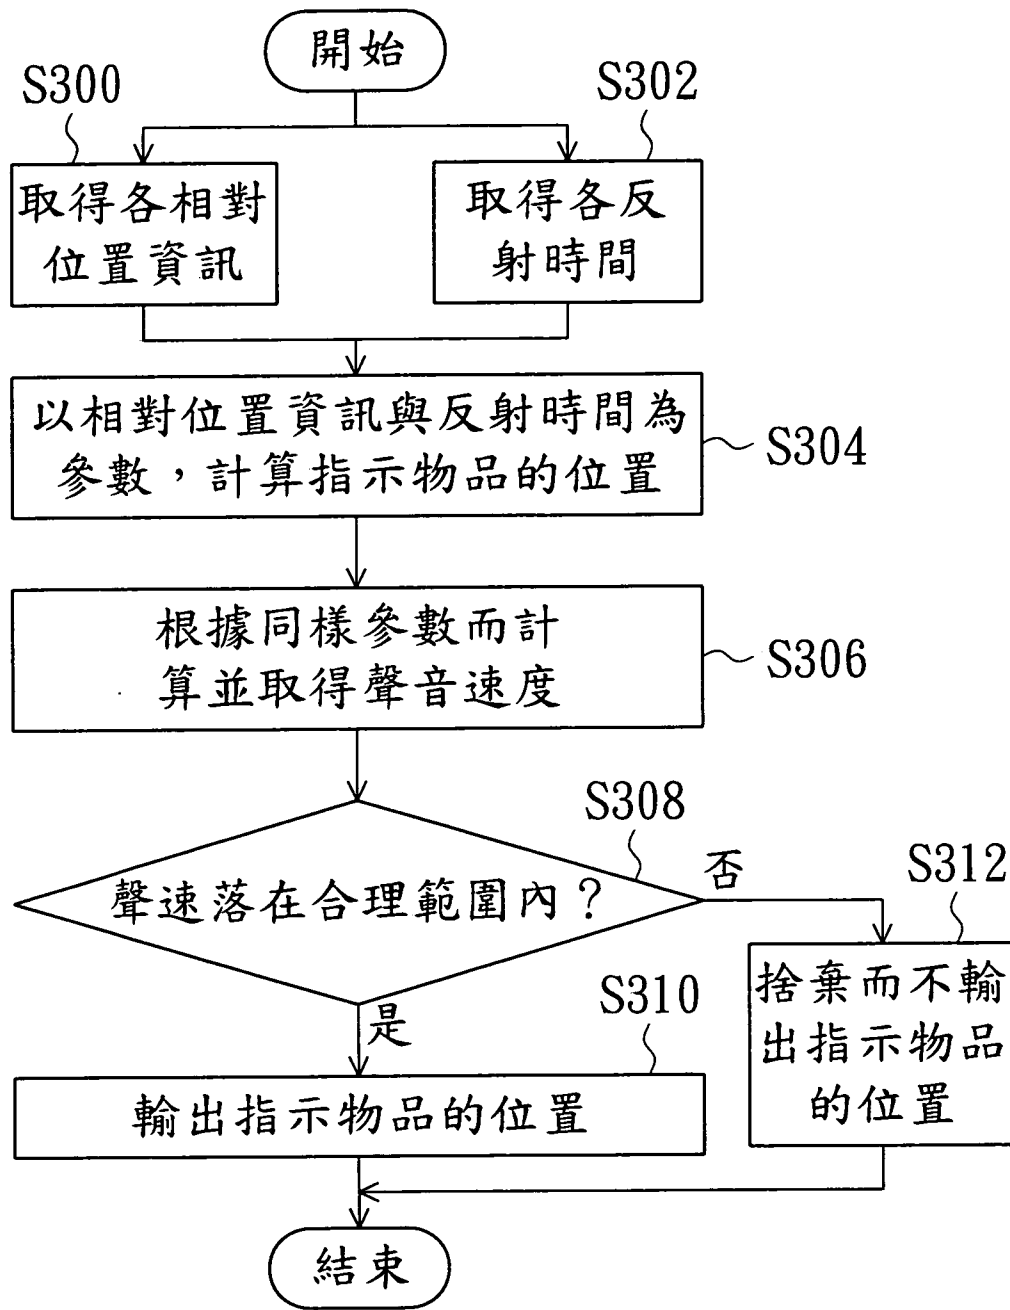 開始
S300
S302
取得各相對
位置資訊
取得各反
射時間
以相對位置資訊與反射時間為
參數，計算指示物品的位置
S304
根據同樣參數而計
算並取得聲音速度
S306
S308
聲速落在合理範圍內？
否
S312
捨棄而不輸
出指示物品
的位置
是
S310
輸出指示物品的位置
結束